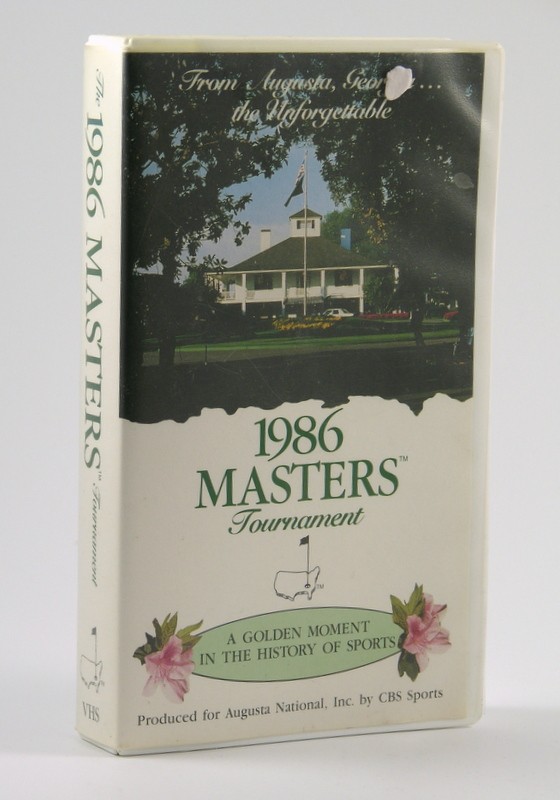 The 1986 MASTERS™ Tournament
VHS
From Augusta, Geor...
the Unforgettable
1986
MASTERS™
Tournament
TM
A GOLDEN MOMENT
IN THE HISTORY OF SPORTS
Produced for Augusta National, Inc. by CBS Sports